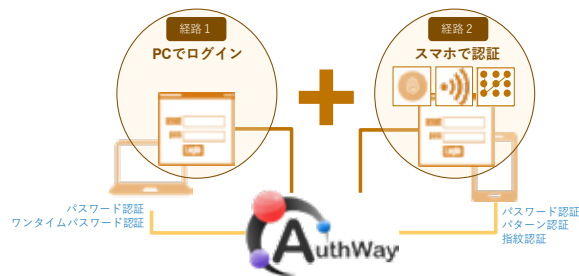 経路1
PCでログイン
経路2
スマホで認証
Login
パスワード認証
ワンタイムパスワード認証
パスワード認証
パターン認証
指紋認証
AuthWay